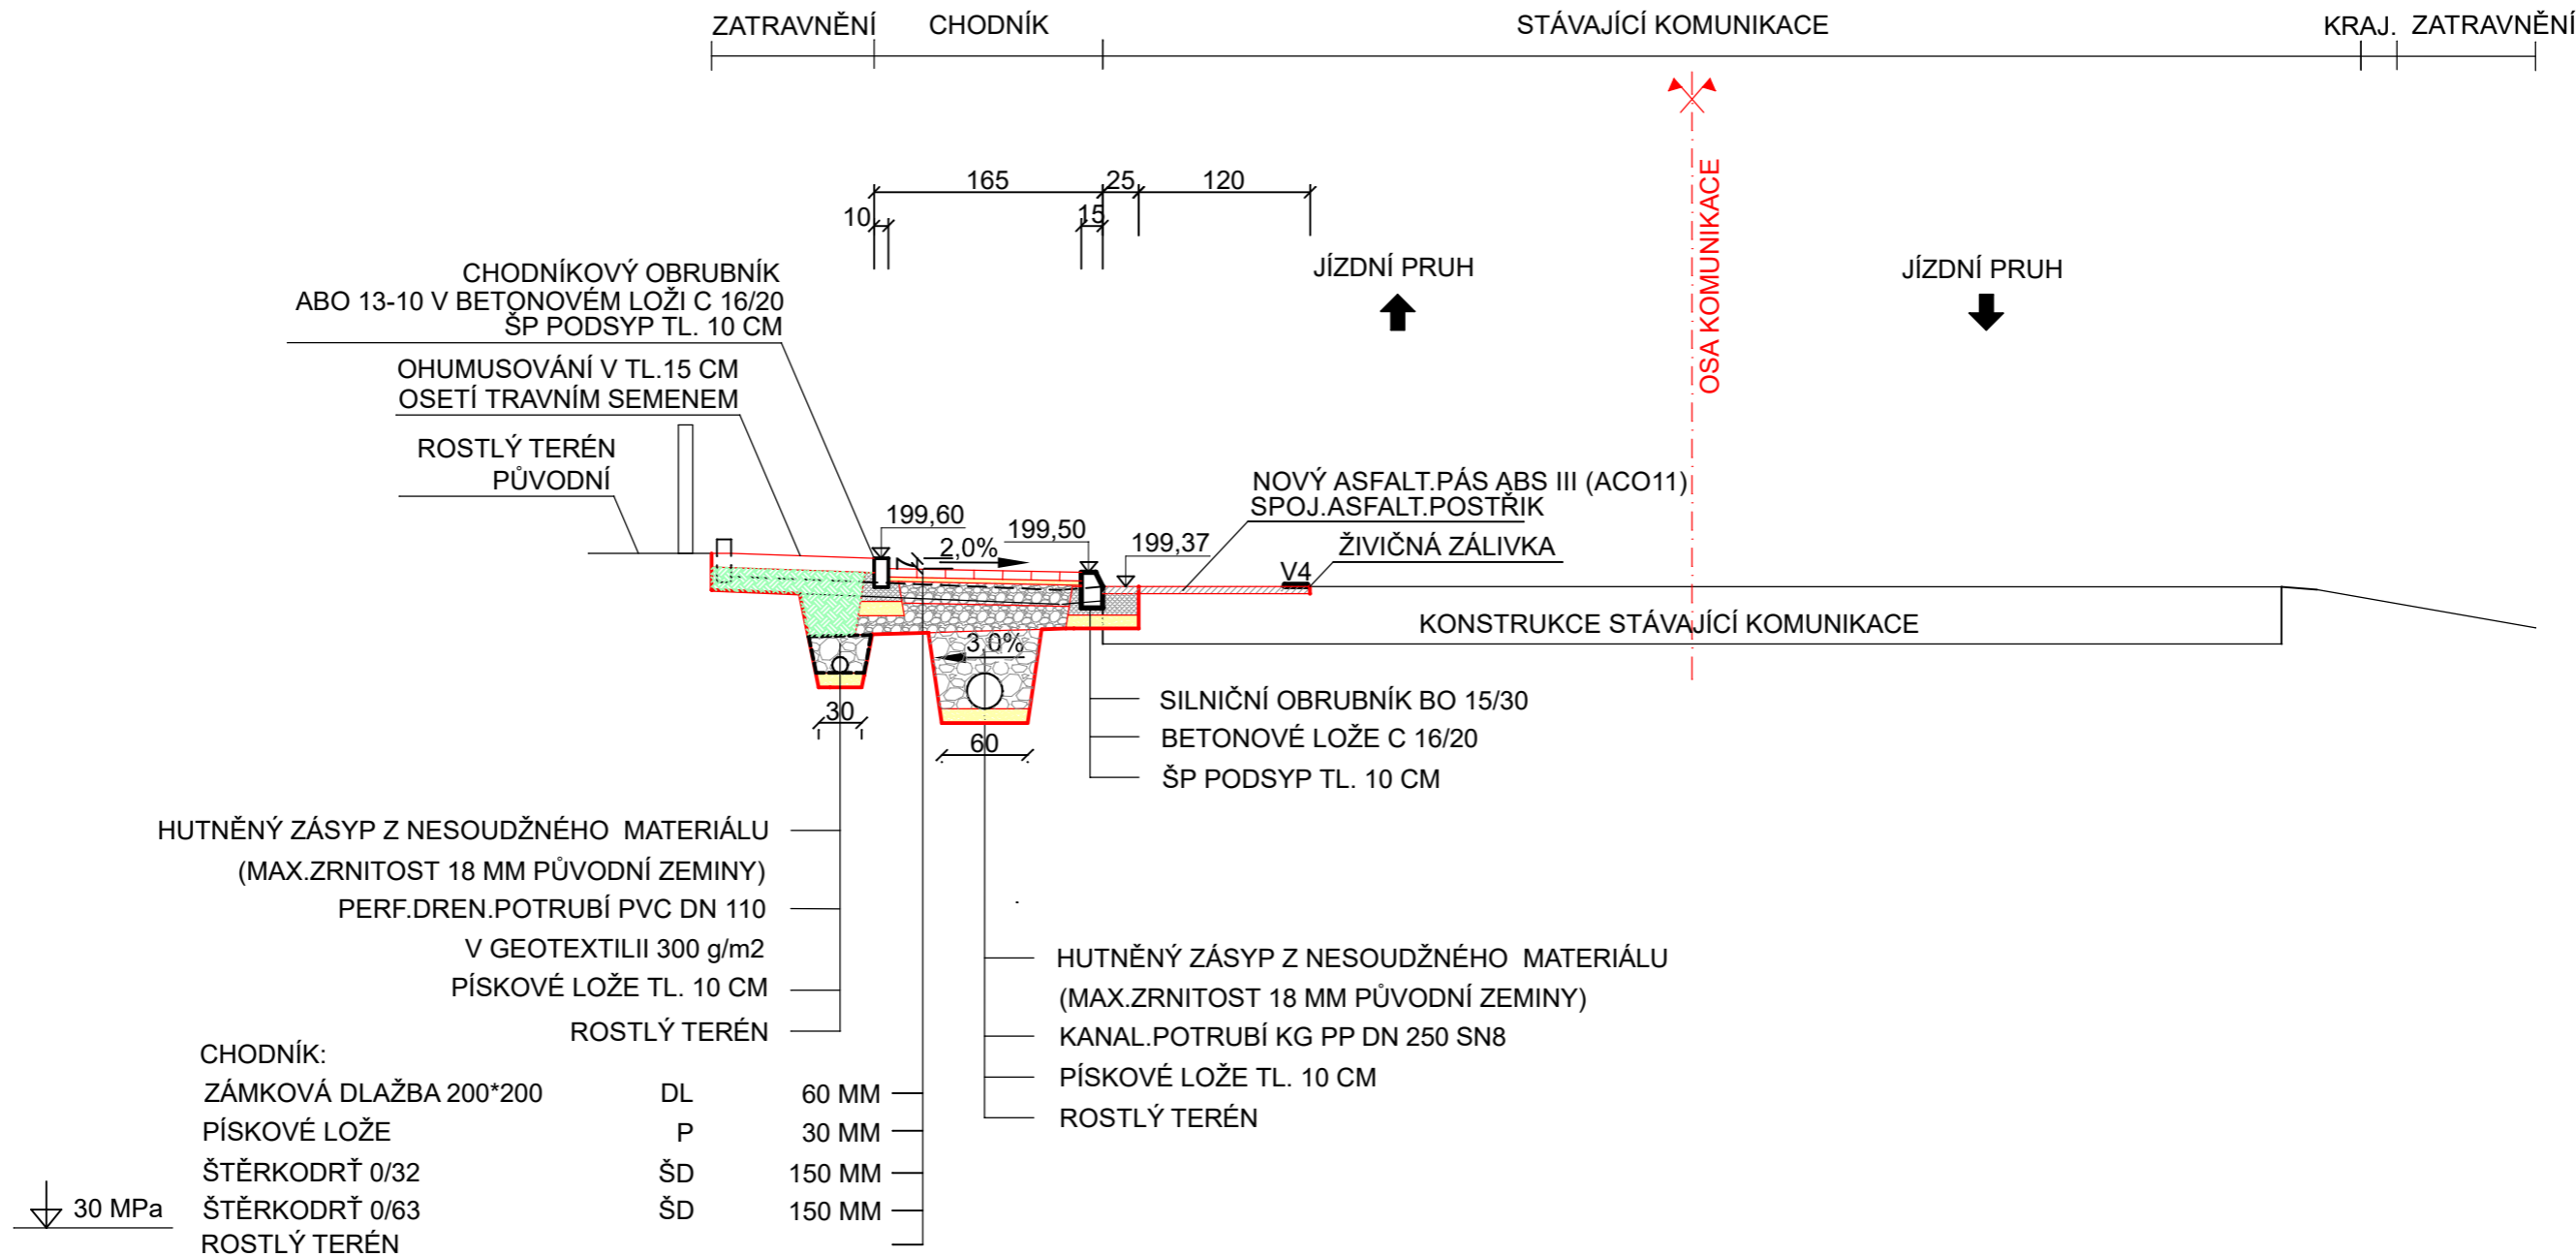 ZATRAVNĚNÍ CHODNÍK STÁVAJÍCÍ KOMUNIKACE KRAJ. ZATRAVNĚNÍ
165 25 120
10 15
OSA KOMUNIKACE
JÍZDNÍ PRUH JÍZDNÍ PRUH
CHODNÍKOVÝ OBRUBNÍK
ABO 13-10 V BETONOVÉM LOŽI C 16/20
ŠP PODSYP TL. 10 CM
OHUMUSOVÁNÍ V TL.15 CM
OSETÍ TRAVNÍM SEMENEM
ROSTLÝ TERÉN
PŮVODNÍ
NOVÝ ASFALT.PÁS ABS III (ACO11)
SPOJ.ASFALT.POSTŘIK
ŽIVIČNÁ ZÁLIVKA
199,60 199,50 199,37
7 2,0%
V4
KONSTRUKCE STÁVAJÍCÍ KOMUNIKACE
3,0%
30
60
SILNIČNÍ OBRUBNÍK BO 15/30
BETONOVÉ LOŽE C 16/20
ŠP PODSYP TL. 10 CM
HUTNĚNÝ ZÁSYP Z NESOUDŽNÉHO MATERIÁLU
(MAX.ZRNITOST 18 MM PŮVODNÍ ZEMINY)
PERF.DREN.POTRUBÍ PVC DN 110
V GEOTEXTILII 300 g/m2
PÍSKOVÉ LOŽE TL. 10 CM
ROSTLÝ TERÉN
HUTNĚNÝ ZÁSYP Z NESOUDŽNÉHO MATERIÁLU
(MAX.ZRNITOST 18 MM PŮVODNÍ ZEMINY)
KANAL.POTRUBÍ KG PP DN 250 SN8
PÍSKOVÉ LOŽE TL. 10 CM
ROSTLÝ TERÉN
CHODNÍK:
ZÁMKOVÁ DLAŽBA 200*200 DL 60 MM
PÍSKOVÉ LOŽE P 30 MM
ŠTĚRKODRŤ 0/32 ŠD 150 MM
30 MPa ŠTĚRKODRŤ 0/63 ŠD 150 MM
ROSTLÝ TERÉN